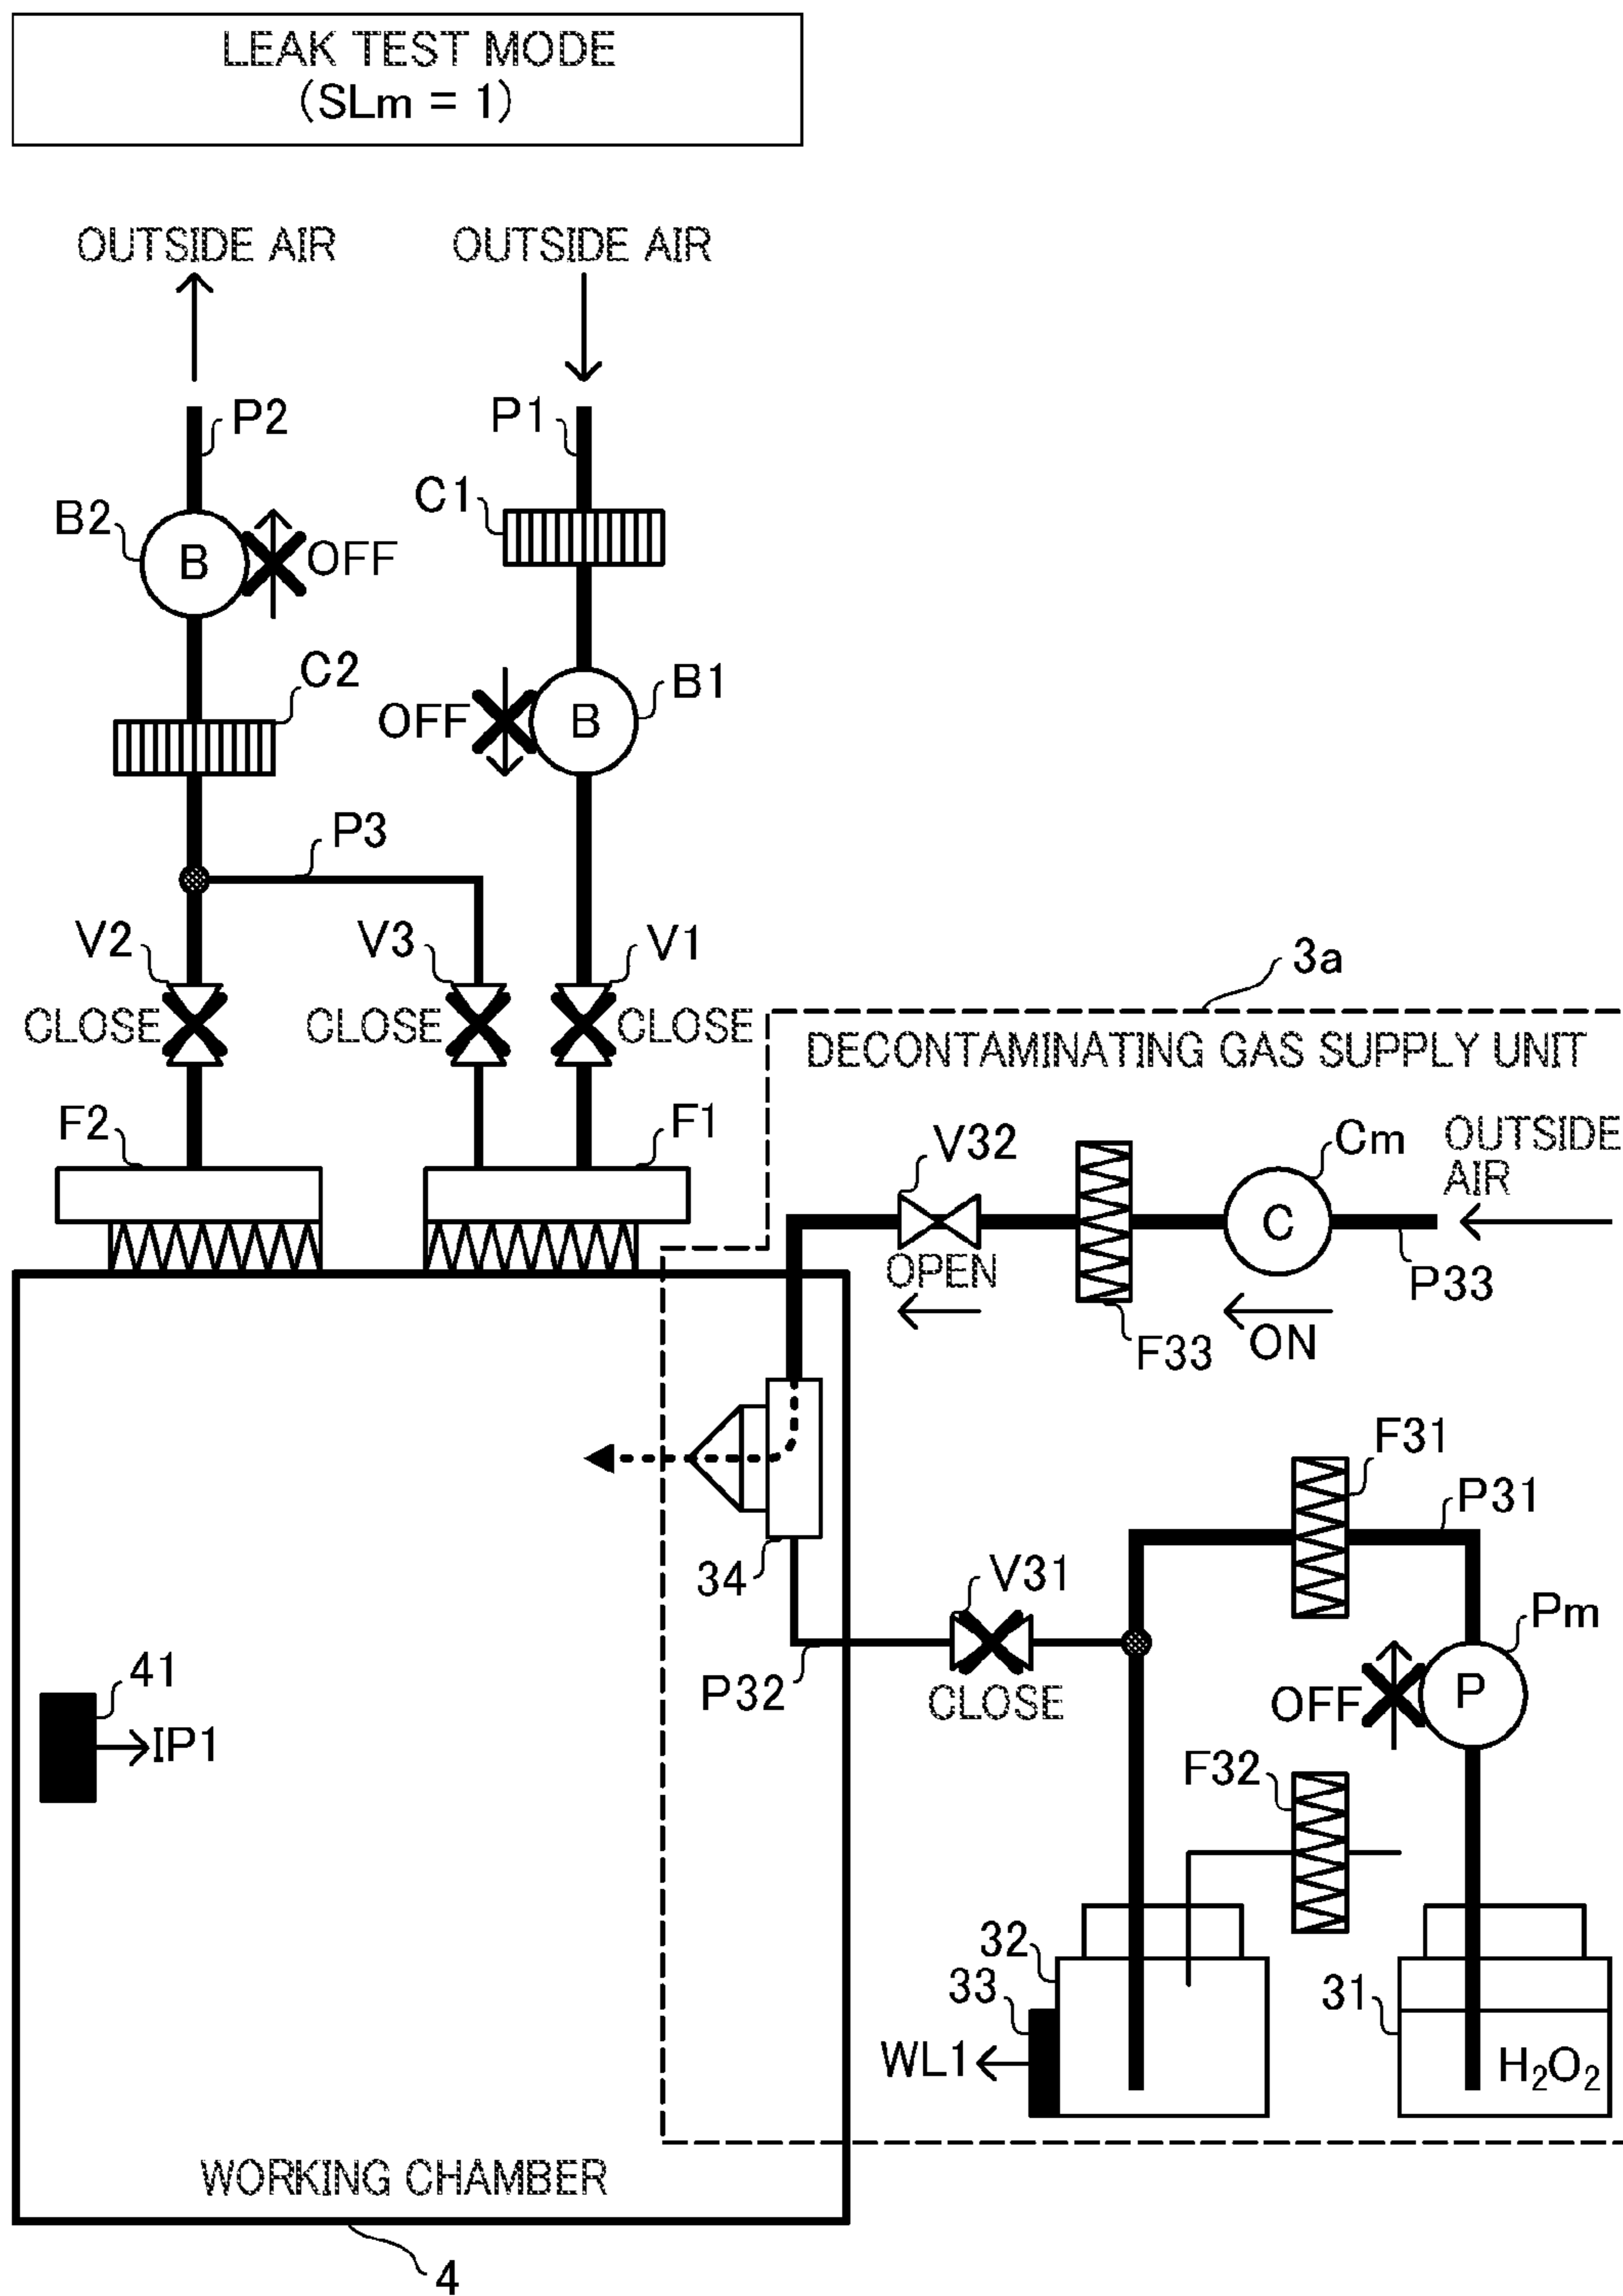 LEAK TEST MODE
(SLm = 1)
OUTSIDE AIR
OUTSIDE AIR
P2
P1
C1
B2
B
OFF
C2
B1
OFF
B
P3
V2
V3
V1
3a
CLOSE
CLOSE
CLOSE
DECONTAMINATING GAS SUPPLY UNIT
F2
F1
V32
Cm
OUTSIDE
AIR
C
OPEN
P33
F33
ON
F31
P31
34
V31
Pm
41
P32
CLOSE
OFF
P
IP1
F32
32
33
31
WL1
H2O2
WORKING CHAMBER
4